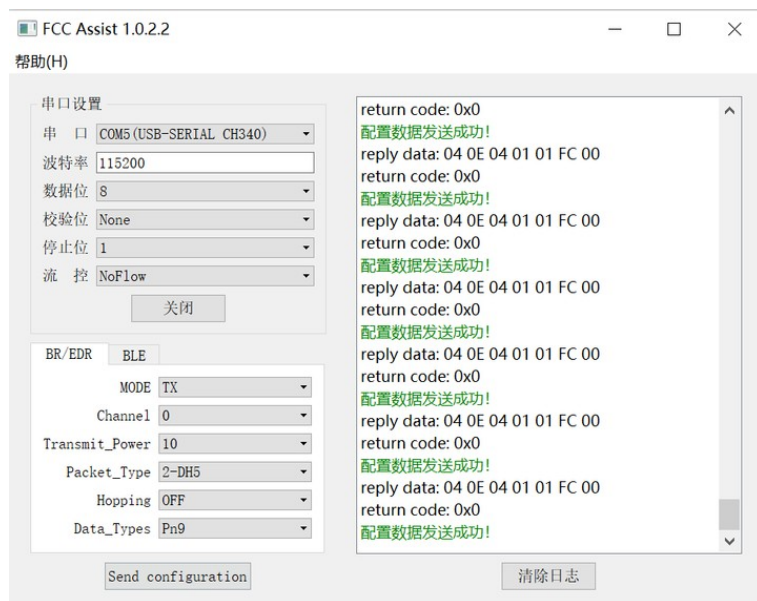 FCC Assist 1.0.2.2
帮助(H)
串口设置
串 口 COM5(USB-SERIAL CH340)
波特率 115200
数据位 8
校验位 None
停止位 1
流 控 NoFlow
关闭
BR/EDR BLE
MODE TX
Channel 0
Transmit_Power 10
Packet_Type 2-DH5
Hopping OFF
Data_Types Pn9
Send configuration
return code: 0x0
配置数据发送成功!
reply data: 04 0E 04 01 01 FC 00
return code: 0x0
配置数据发送成功!
reply data: 04 0E 04 01 01 FC 00
return code: 0x0
配置数据发送成功!
reply data: 04 0E 04 01 01 FC 00
return code: 0x0
配置数据发送成功!
reply data: 04 0E 04 01 01 FC 00
return code: 0x0
配置数据发送成功!
reply data: 04 0E 04 01 01 FC 00
return code: 0x0
配置数据发送成功!
reply data: 04 0E 04 01 01 FC 00
return code: 0x0
配置数据发送成功!
清除日志